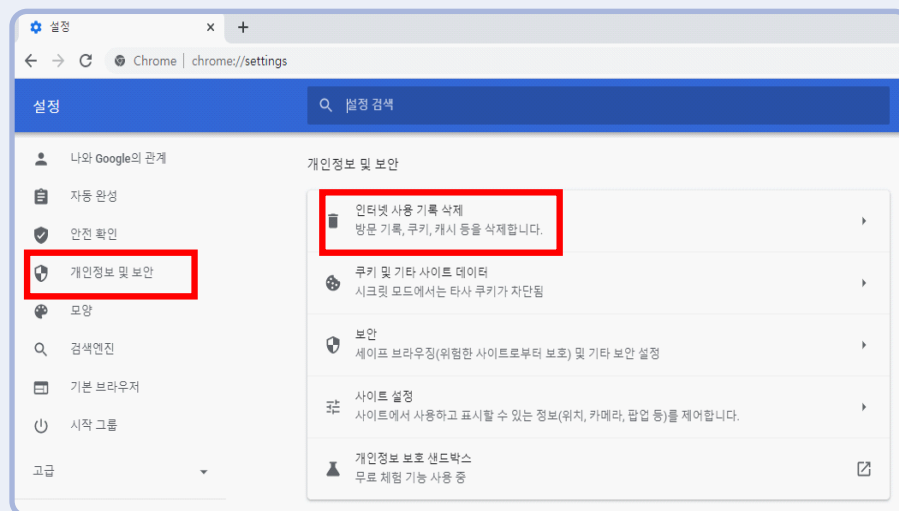 설정
Chrome | chrome://settings
설정
설정 검색
나와 Google의 관계
자동 완성
안전 확인
개인정보 및 보안
모양
검색엔진
기본 브라우저
시작 그룹
고급
개인정보 및 보안
인터넷 사용 기록 삭제
방문 기록, 쿠키, 캐시 등을 삭제합니다.
쿠키 및 기타 사이트 데이터
시크릿 모드에서는 타사 쿠키가 차단됨
보안
세이프 브라우징(위험한 사이트로부터 보호) 및 기타 보안 설정
사이트 설정
사이트에서 사용하고 표시할 수 있는 정보(위치, 카메라, 팝업 등)를 제어합니다.
개인정보 보호 샌드박스
무료 체험 기능 사용 중